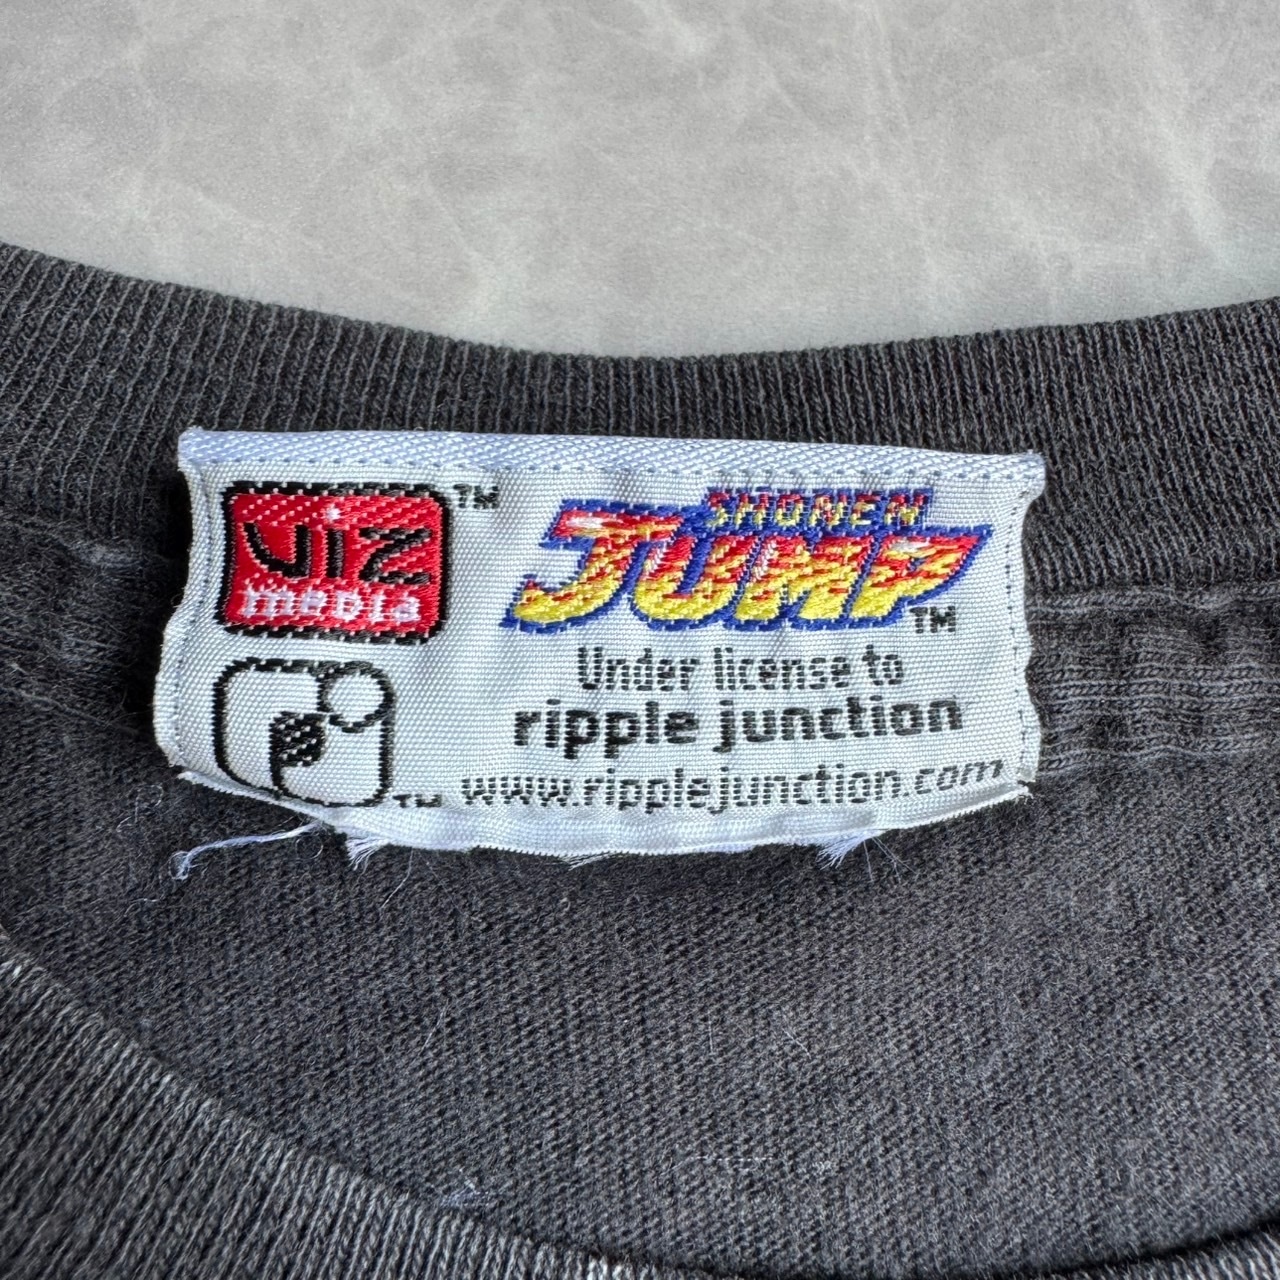 viz TM
media
SHONEN
JUMP TM
Under license to
ripple junction
TM www.ripplejunction.com